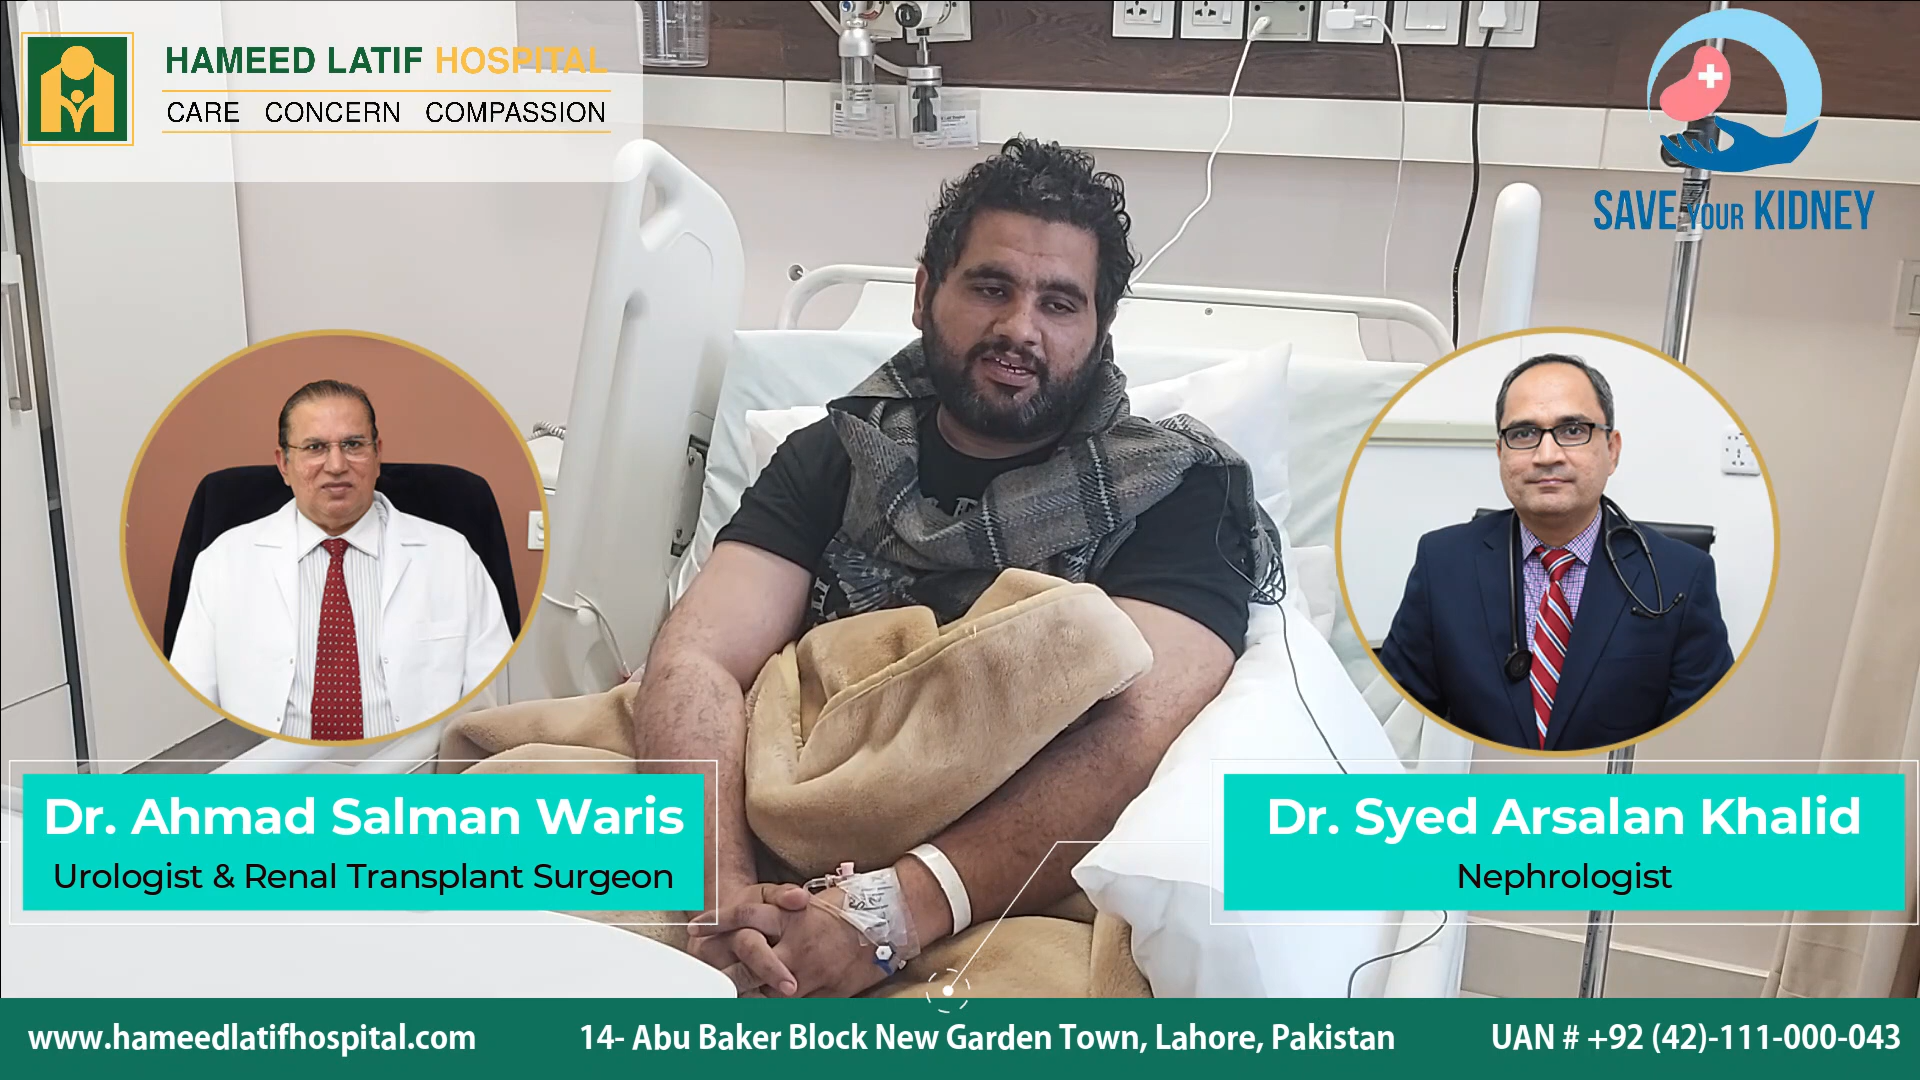 HAMEED LATIF HOSPITAL
CARE CONCERN COMPASSION
SAVE YOUR KIDNEY
Dr. Ahmad Salman Waris
Urologist & Renal Transplant Surgeon
Dr. Syed Arsalan Khalid
Nephrologist
www.hameedlatifhospital.com
14- Abu Baker Block New Garden Town, Lahore, Pakistan
UAN # +92 (42)-111-000-043